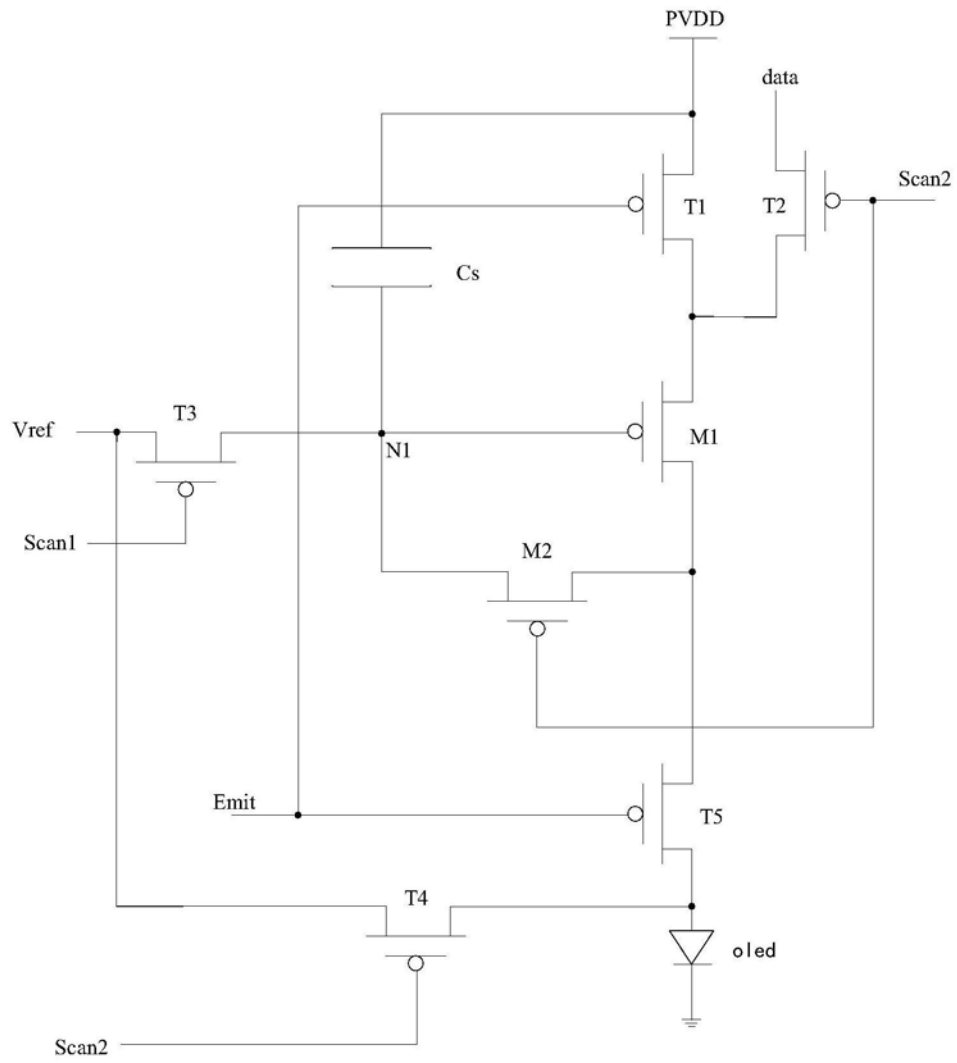 PVDD
data
Scan2
T1
T2
Cs
T3
Vref
N1
M1
Scan1
M2
Emit
T5
T4
oled
Scan2